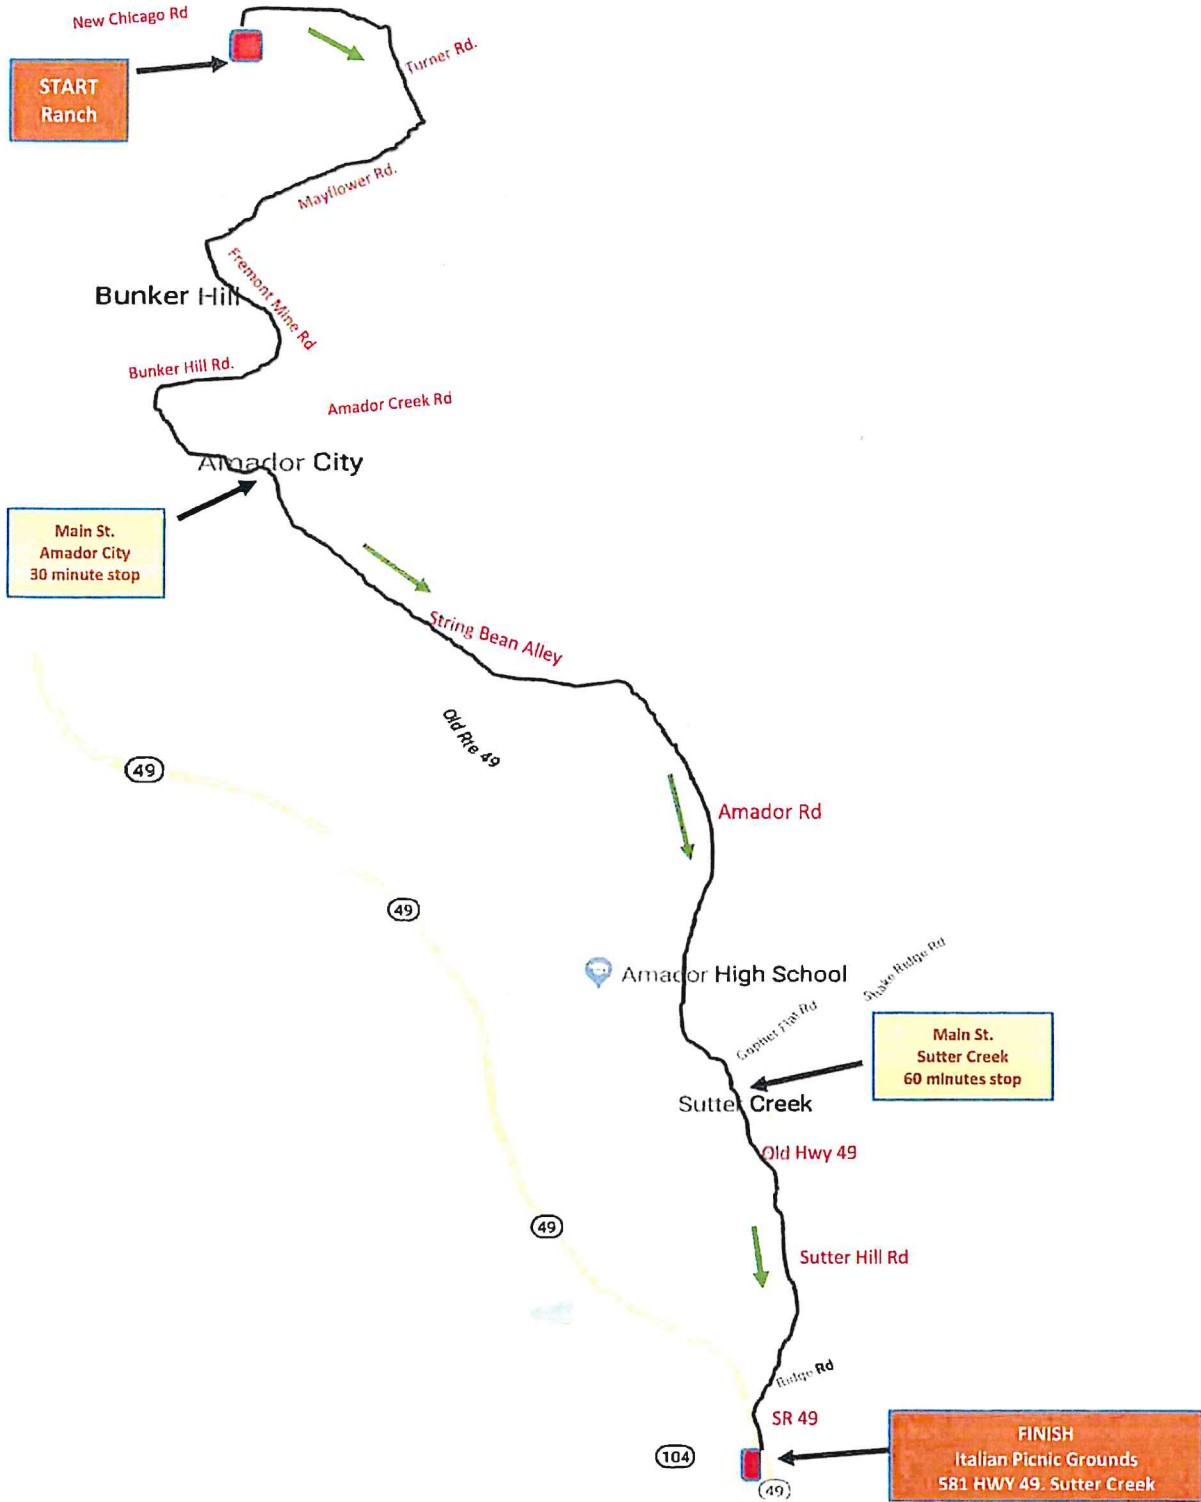 New Chicago Rd
START
Ranch
Turner Rd.
Mayflower Rd.
Fremont Mine Rd
Bunker Hill
Bunker Hill Rd.
Amador Creek Rd
Amador City
Main St.
Amador City
30 minute stop
String Bean Alley
Old Rte 49
49
Amador Rd
49
Amador High School
Shake Ridge Rd
Gopher Flat Rd
Main St.
Sutter Creek
60 minutes stop
Sutter Creek
Old Hwy 49
49
Sutter Hill Rd
Ridge Rd
SR 49
FINISH
Italian Picnic Grounds
581 HWY 49. Sutter Creek
104
49